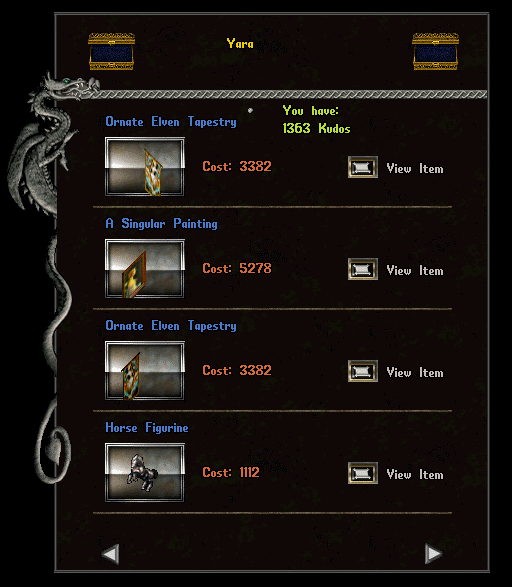 Yara
You have:
1363 Kudos
Ornate Elven Tapestry
Cost: 3382
View Item
A Singular Painting
Cost: 5278
View Item
Ornate Elven Tapestry
Cost: 3382
View Item
Horse Figurine
Cost: 1112
View Item